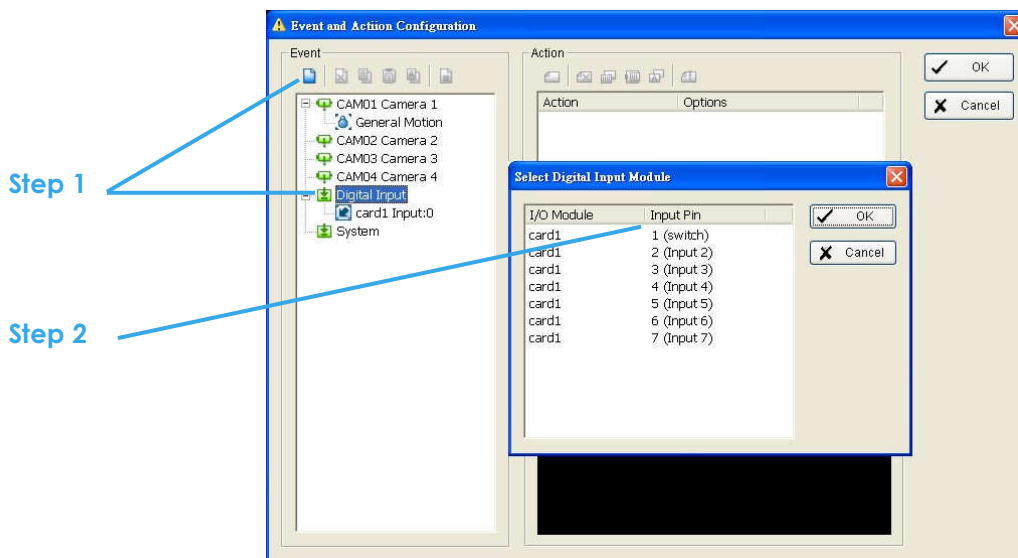 Event and Actiion Configuration
Event
Action
OK
Cancel
CAM01 Camera 1
General Motion
CAM02 Camera 2
CAM03 Camera 3
CAM04 Camera 4
Digital Input
card1 Input:0
System
Action Options
Step 1
Select Digital Input Module
I/O Module Input Pin
card1 1 (switch)
card1 2 (Input 2)
card1 3 (Input 3)
card1 4 (Input 4)
card1 5 (Input 5)
card1 6 (Input 6)
card1 7 (Input 7)
OK
Cancel
Step 2